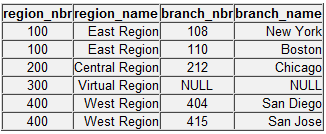 region_nbr region_name branch_nbr branch_name
100 East Region 108 New York
100 East Region 110 Boston
200 Central Region 212 Chicago
300 Virtual Region NULL NULL
400 West Region 404 San Diego
400 West Region 415 San Jose